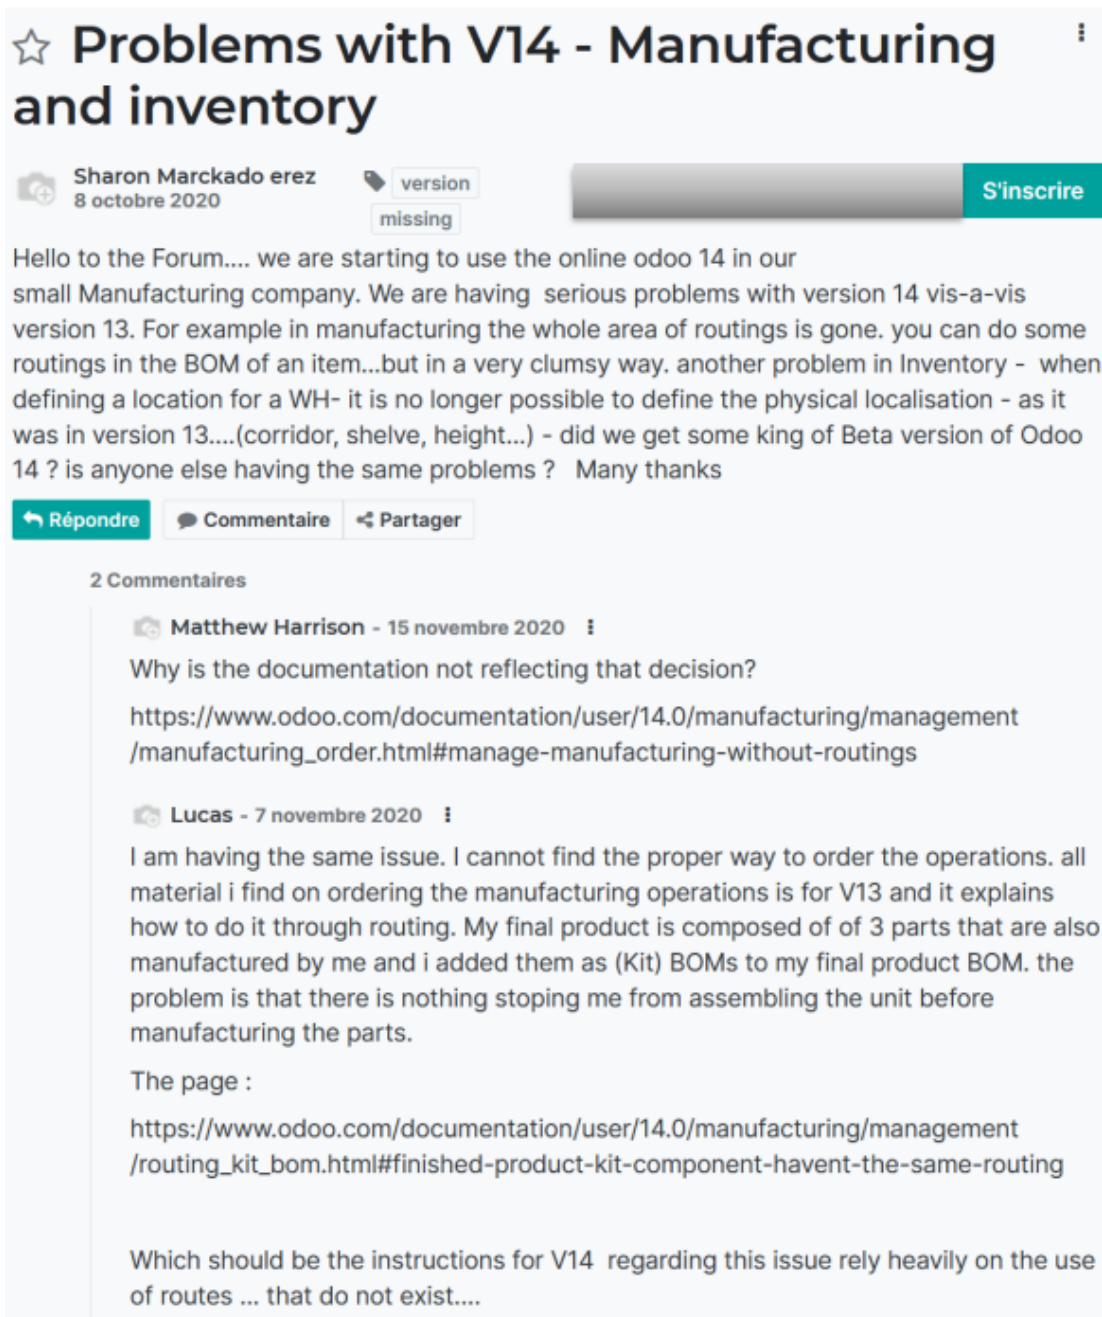 Problems with V14 - Manufacturing
and inventory
Sharon Marckado erez
8 octobre 2020
version
missing
S'inscrire
Hello to the Forum.... we are starting to use the online odoo 14 in our
small Manufacturing company. We are having  serious problems with version 14 vis-a-vis
version 13. For example in manufacturing the whole area of routings is gone. you can do some
routings in the BOM of an item...but in a very clumsy way. another problem in Inventory -  when
defining a location for a WH- it is no longer possible to define the physical localisation - as it
was in version 13....(corridor, shelve, height...) - did we get some king of Beta version of Odoo
14 ? is anyone else having the same problems ?   Many thanks
Répondre
Commentaire
Partager
2 Commentaires
Matthew Harrison - 15 novembre 2020
Why is the documentation not reflecting that decision?
https://www.odoo.com/documentation/user/14.0/manufacturing/management
/manufacturing_order.html#manage-manufacturing-without-routings
Lucas - 7 novembre 2020
I am having the same issue. I cannot find the proper way to order the operations. all
material i find on ordering the manufacturing operations is for V13 and it explains
how to do it through routing. My final product is composed of of 3 parts that are also
manufactured by me and i added them as (Kit) BOMs to my final product BOM. the
problem is that there is nothing stoping me from assembling the unit before
manufacturing the parts.
The page :
https://www.odoo.com/documentation/user/14.0/manufacturing/management
/routing_kit_bom.html#finished-product-kit-component-havent-the-same-routing
Which should be the instructions for V14  regarding this issue rely heavily on the use
of routes ... that do not exist....